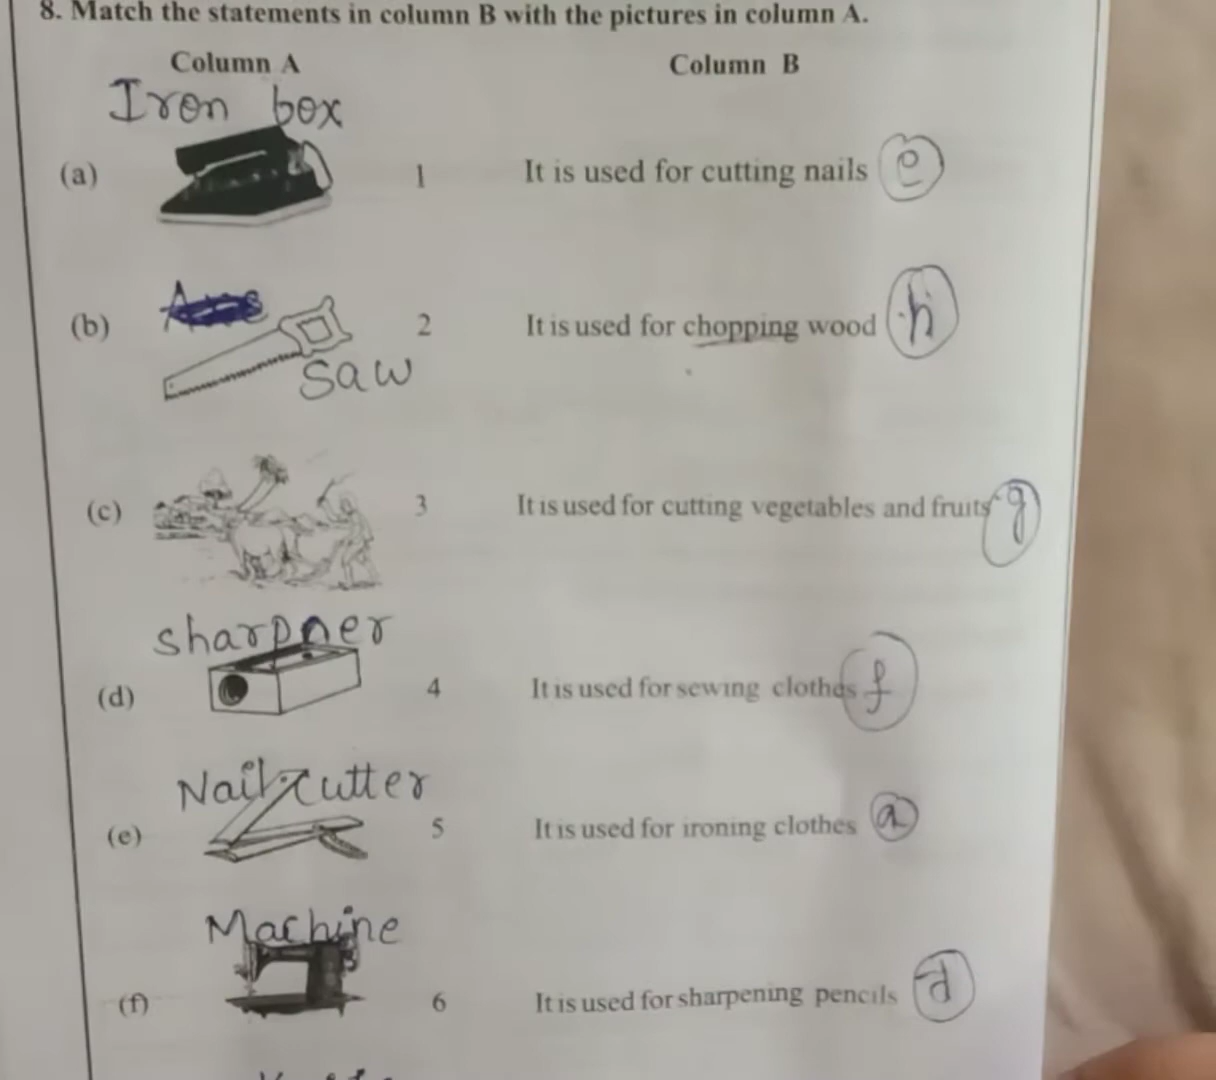 8. Match the statements in column B with the pictures in column A.
Column A Column B
Iron box
(a) 1 It is used for cutting nails e
(b) 2 It is used for chopping wood h
saw
(c) 3 It is used for cutting vegetables and fruits g
sharpner
(d) 4 It is used for sewing clothes f
Nail cutter
(e) 5 It is used for ironing clothes a
Machine
(f) 6 It is used for sharpening pencils d